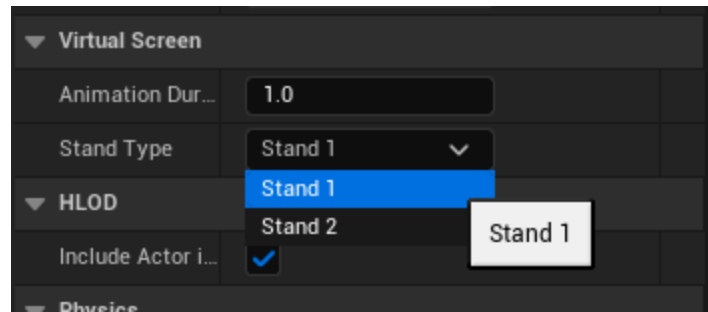 Virtual Screen
Animation Dur... 1.0
Stand Type Stand 1
Stand 1
HLOD
Stand 2
Stand 1
Include Actor i...
Physics